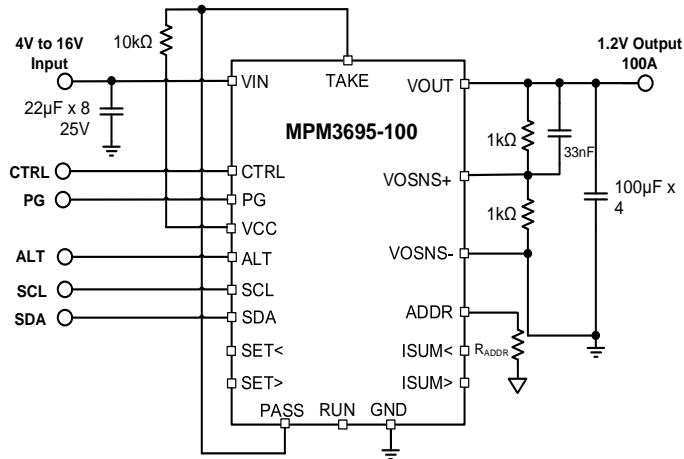 4V to 16V
Input
10kΩ
1.2V Output
100A
VIN
TAKE
VOUT
22µF x 8
25V
MPM3695-100
1kΩ
33nF
CTRL
CTRL
VOSNS+
PG
PG
1kΩ
100µF x
4
VCC
ALT
ALT
VOSNS-
SCL
SCL
ADDR
SDA
SDA
SET<
ISUM<
RADDR
SET>
ISUM>
PASS
RUN
GND